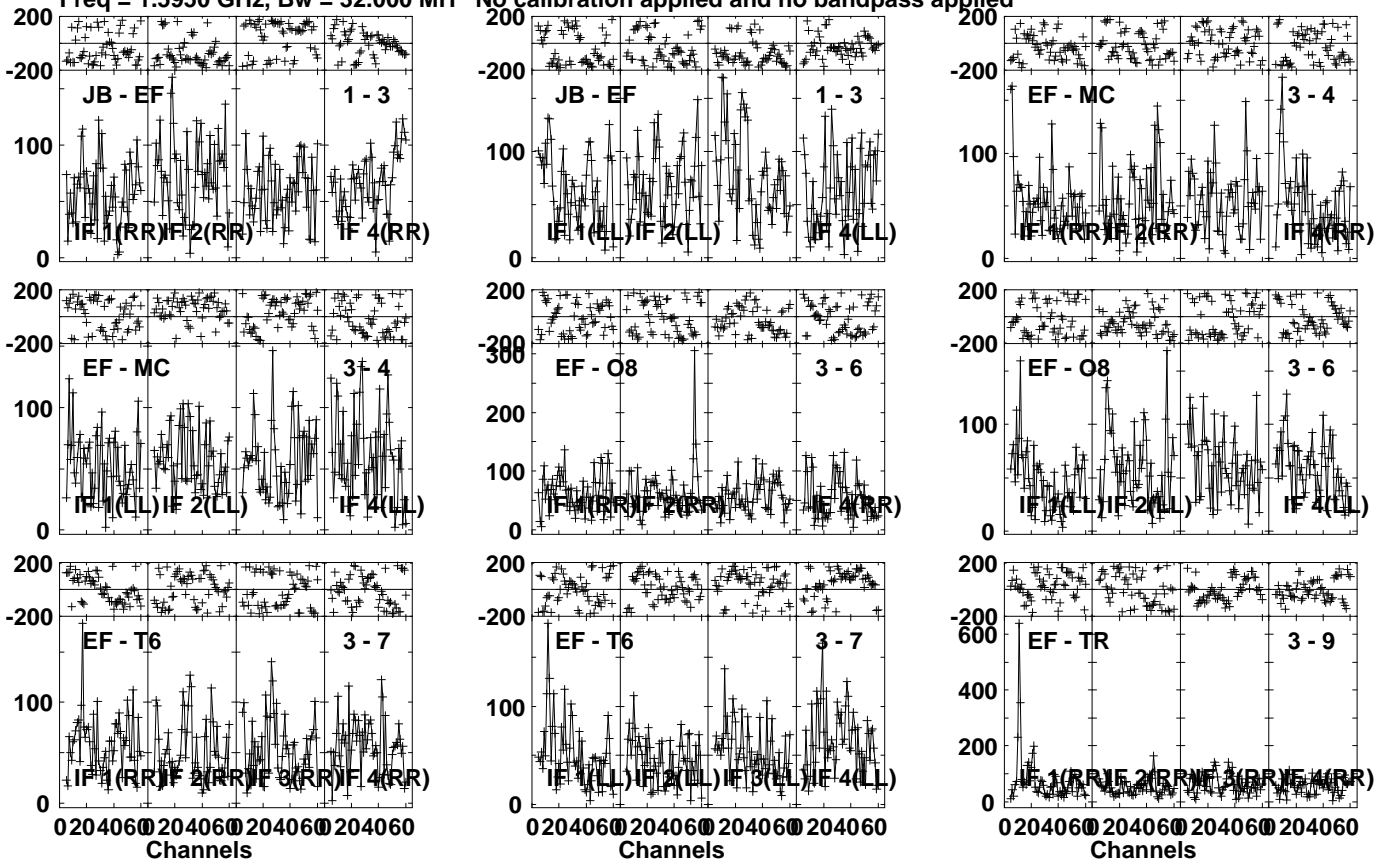 Freq = 1.5950 GHz, Bw = 32.000 MH No calibration applied and no bandpass applied
200
-200
JB - EF 1 - 3
100
IF 1(RR) IF 2(RR) IF 4(RR)
0
JB - EF 1 - 3
100
IF 1(LL) IF 2(LL) IF 4(LL)
0
200
-200
EF - MC 3 - 4
100
IF 1(RR) IF 2(RR) IF 4(RR)
0
200
-200
EF - MC 3 - 4
100
IF 1(LL) IF 2(LL) IF 4(LL)
0
200
-200
300
EF - O8 3 - 6
200
100
IF 1(RR) IF 2(RR) IF 4(RR)
0
200
-200
EF - O8 3 - 6
100
IF 1(LL) IF 2(LL) IF 4(LL)
0
200
-200
EF - T6 3 - 7
100
IF 1(RR) IF 2(RR) IF 3(RR) IF 4(RR)
0
0 20 40 60 0 20 40 60 0 20 40 60 0 20 40 60
Channels
200
-200
EF - T6 3 - 7
100
IF 1(LL) IF 2(LL) IF 3(LL) IF 4(LL)
0
0 20 40 60 0 20 40 60 0 20 40 60 0 20 40 60
Channels
200
-200
600
EF - TR 3 - 9
400
200
IF 1(RR) IF 2(RR) IF 3(RR) IF 4(RR)
0
0 20 40 60 0 20 40 60 0 20 40 60 0 20 40 60
Channels